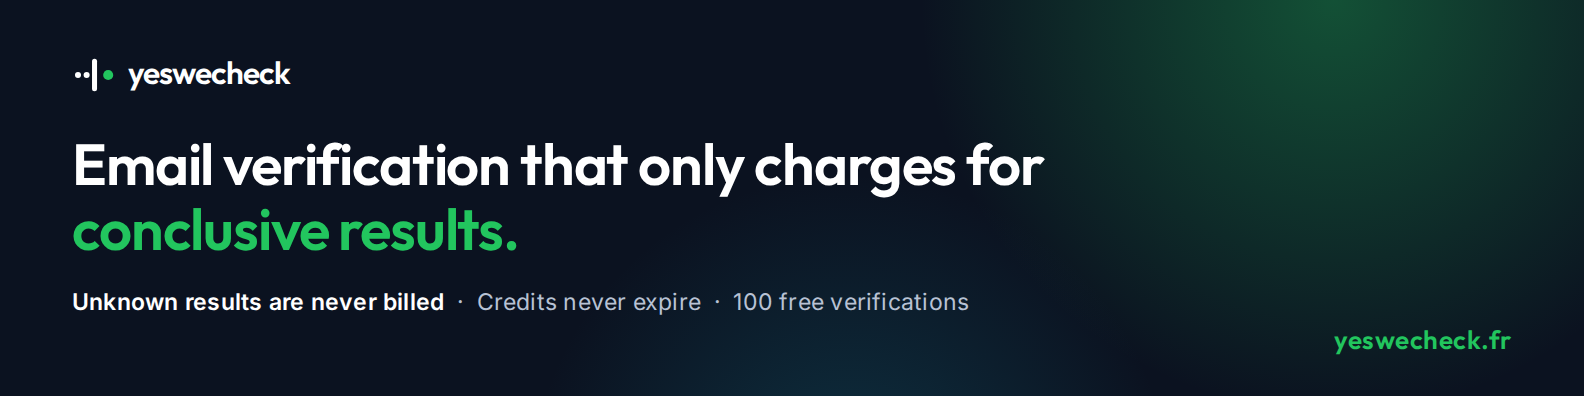 yeswecheck
Email verification that only charges for
conclusive results.
Unknown results are never billed · Credits never expire · 100 free verifications
yeswecheck.fr